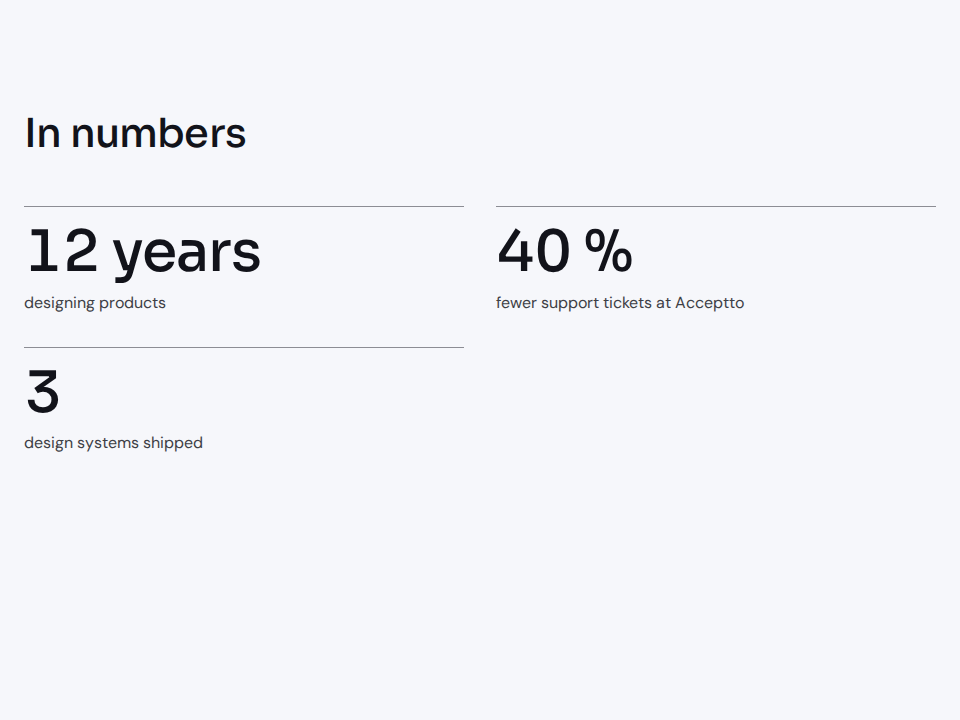 In numbers
12 years
designing products
40 %
fewer support tickets at Acceptto
3
design systems shipped